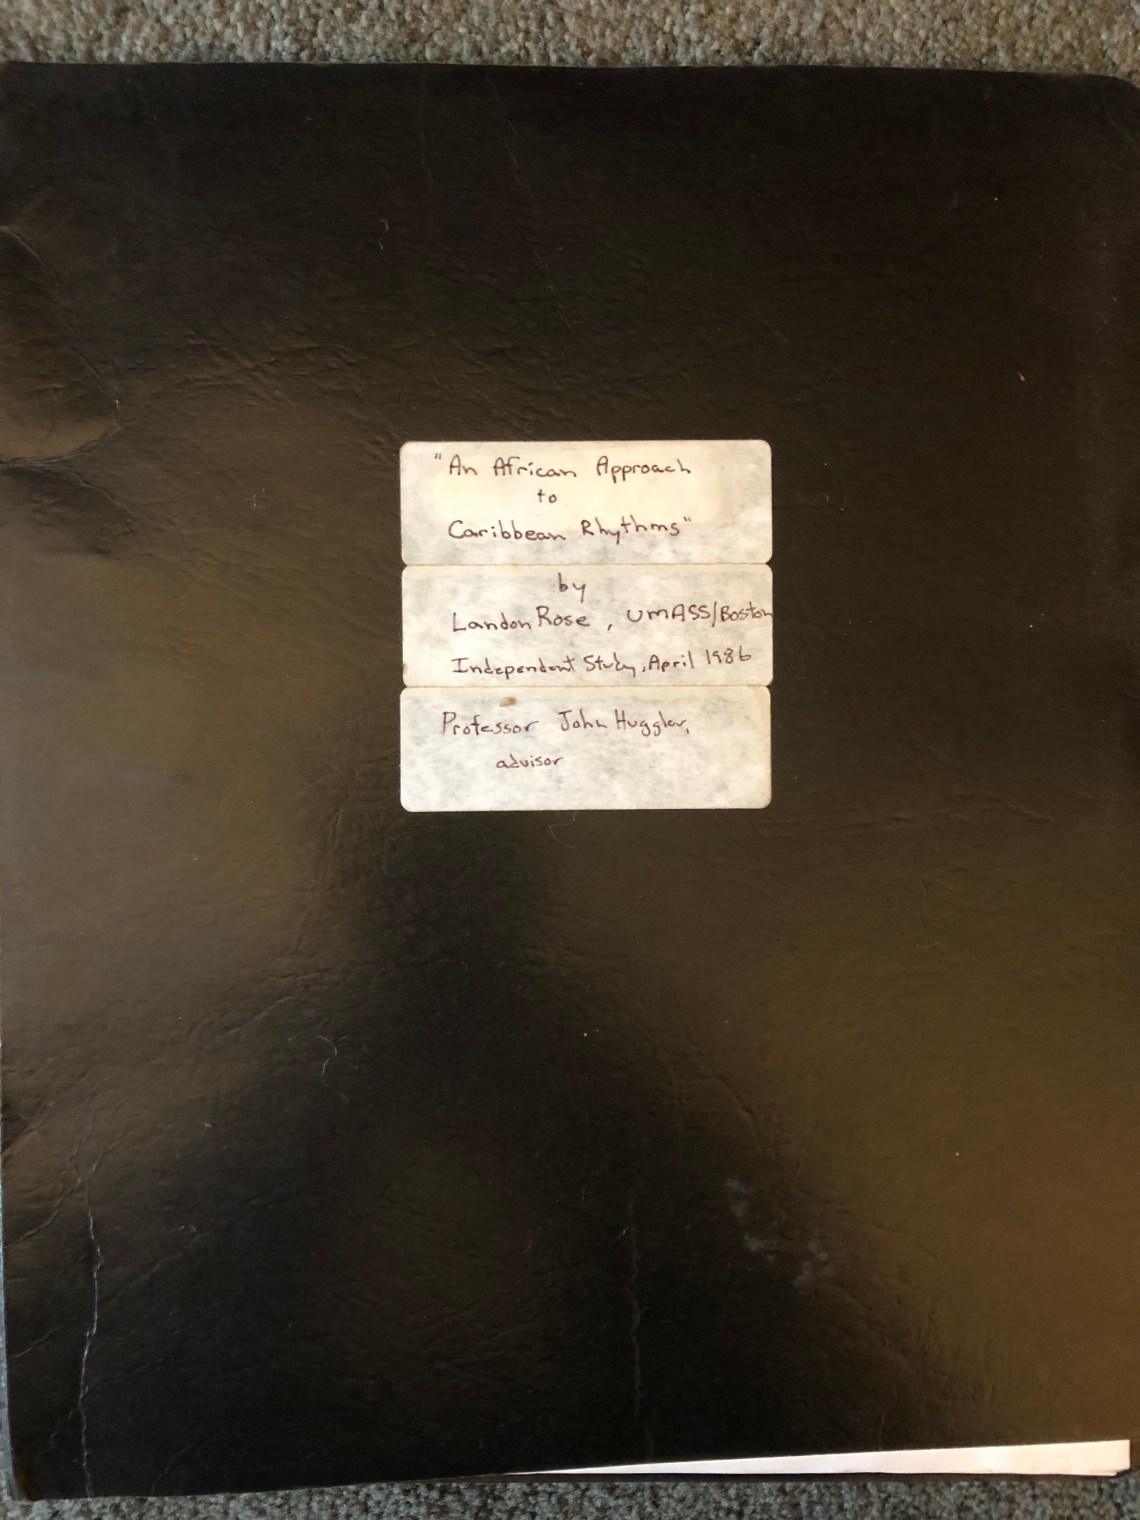 "An African Approach
to
Caribbean Rhythms"
by
Landon Rose, UMASS/Boston
Independent Study, April 1986
Professor John Huggler,
advisor